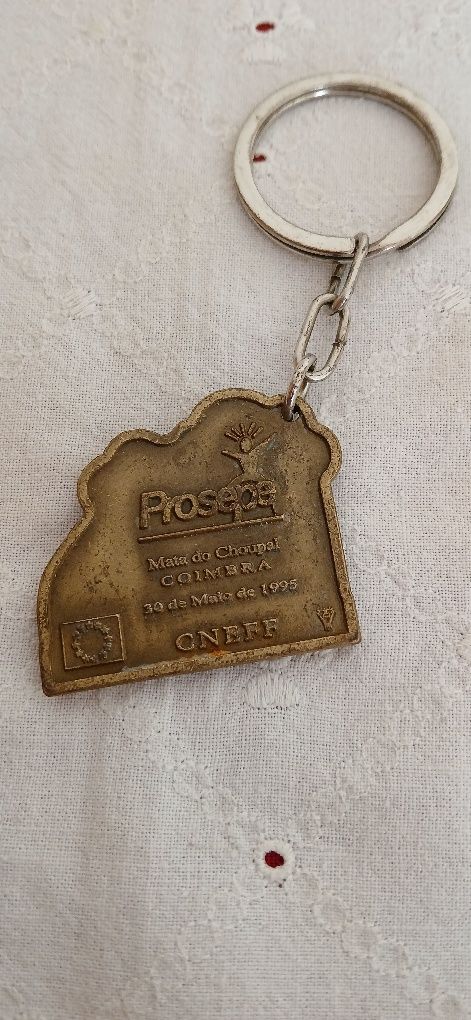 Prosepe
Mata do Choupal
COIMBRA
30 de Maio de 1995
CNEFF